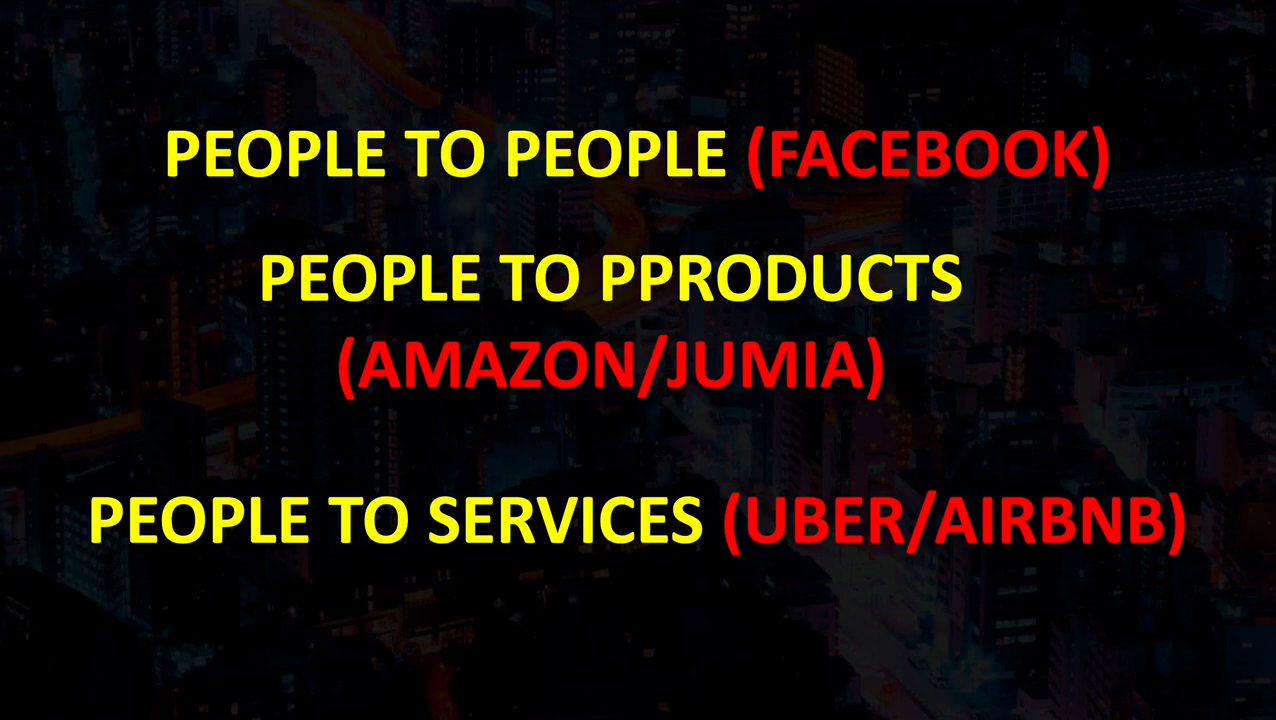 PEOPLE TO PEOPLE (FACEBOOK)
PEOPLE TO PPRODUCTS
(AMAZON/JUMIA)
PEOPLE TO SERVICES (UBER/AIRBNB)